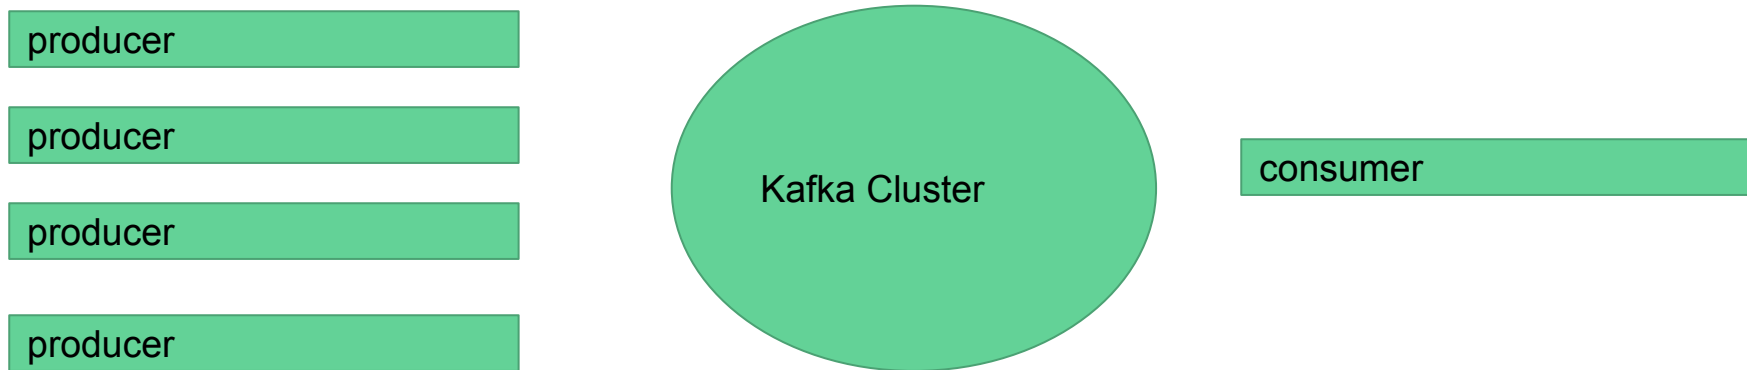 producer
producer
producer
producer
Kafka Cluster
consumer